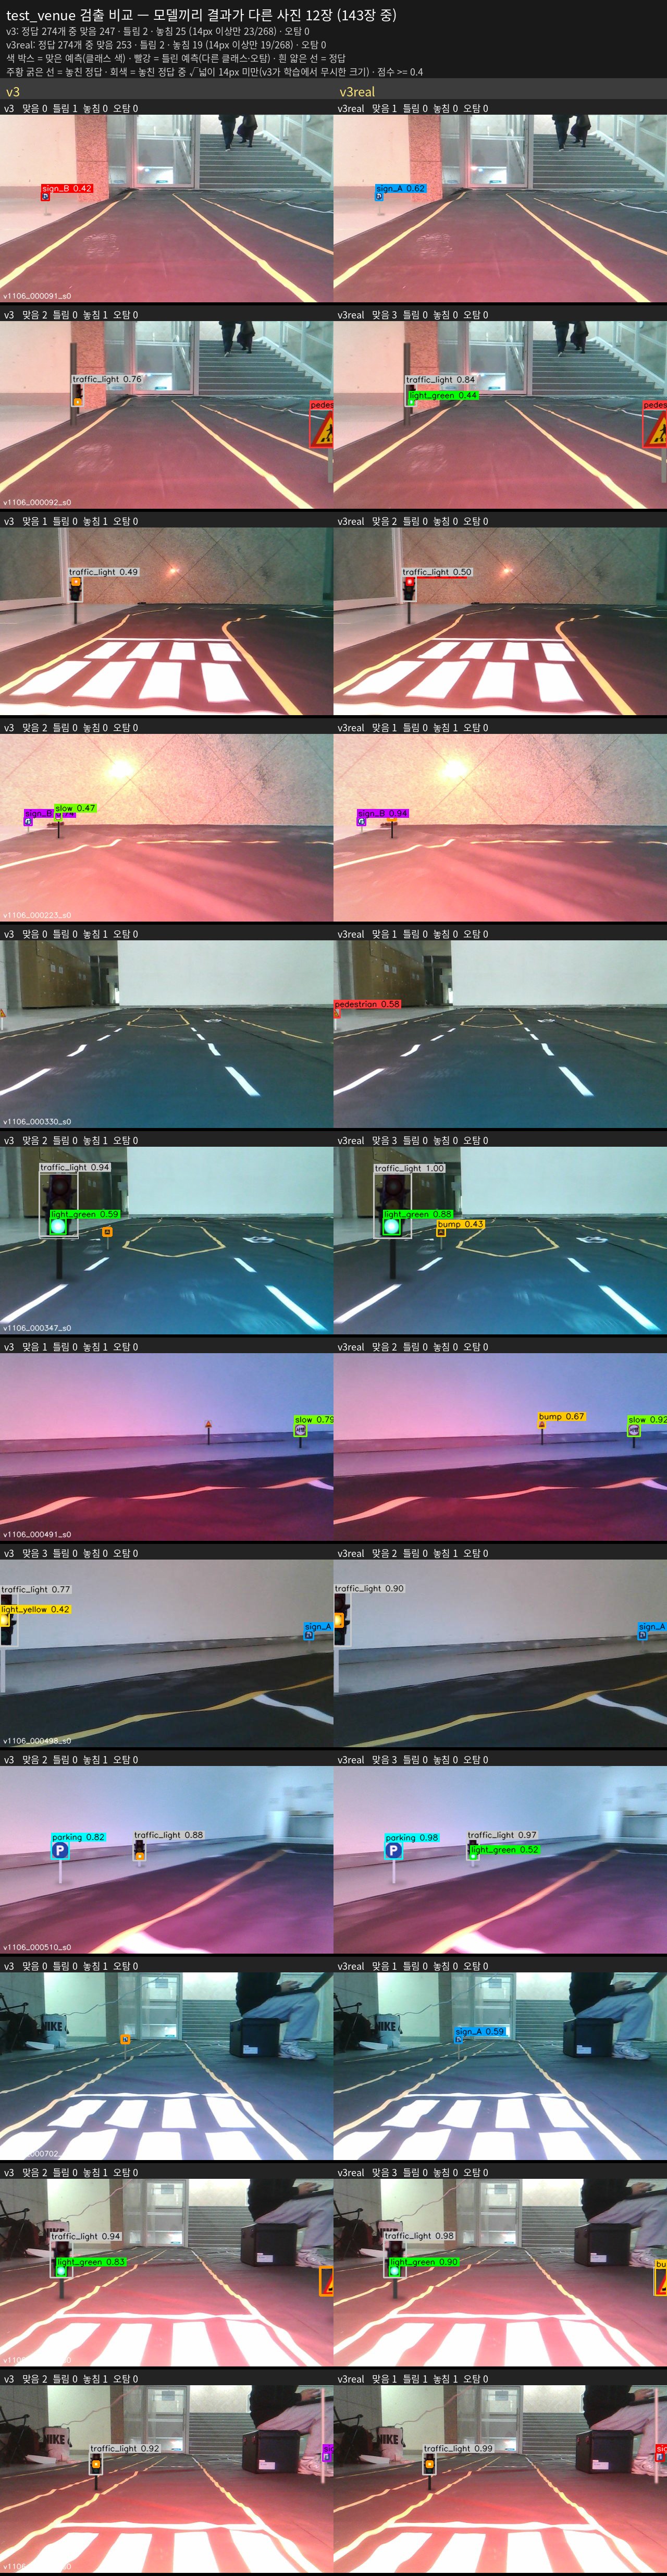 test_venue 검출 비교 — 모델끼리 결과가 다른 사진 12장 (143장 중)
v3: 정답 274개 중 맞음 247 · 틀림 2 · 놓침 25 (14px 이상만 23/268) · 오탐 0
v3real: 정답 274개 중 맞음 253 · 틀림 2 · 놓침 19 (14px 이상만 19/268) · 오탐 0
색 박스 = 맞은 예측(클래스 색) · 빨강 = 틀린 예측(다른 클래스·오탐) · 흰 얇은 선 = 정답
주황 굵은 선 = 놓친 정답 · 회색 = 놓친 정답 중 √넓이 14px 미만(v3가 학습에서 무시한 크기) · 점수 >= 0.4
v3 v3real
v3 맞음 0 틀림 1 놓침 0 오탐 0 v3real 맞음 1 틀림 0 놓침 0 오탐 0
sign_B 0.42 sign_A 0.62
v1106_000091_s0
v3 맞음 2 틀림 0 놓침 1 오탐 0 v3real 맞음 3 틀림 0 놓침 0 오탐 0
traffic_light 0.76 traffic_light 0.84
light_green 0.44
pedes pedes
v1106_000092_s0
v3 맞음 1 틀림 0 놓침 1 오탐 0 v3real 맞음 2 틀림 0 놓침 0 오탐 0
traffic_light 0.49 traffic_light 0.50
v3 맞음 2 틀림 0 놓침 0 오탐 0 v3real 맞음 1 틀림 0 놓침 1 오탐 0
slow 0.47
sign_B sign_B 0.94
v1106_000223_s0
v3 맞음 0 틀림 0 놓침 1 오탐 0 v3real 맞음 1 틀림 0 놓침 0 오탐 0
pedestrian 0.58
v1106_000330_s0
v3 맞음 2 틀림 0 놓침 1 오탐 0 v3real 맞음 3 틀림 0 놓침 0 오탐 0
traffic_light 0.94 traffic_light 1.00
light_green 0.59 light_green 0.88
bump 0.43
v1106_000347_s0
v3 맞음 1 틀림 0 놓침 1 오탐 0 v3real 맞음 2 틀림 0 놓침 0 오탐 0
bump 0.67
slow 0.79 slow 0.92
v1106_000491_s0
v3 맞음 3 틀림 0 놓침 0 오탐 0 v3real 맞음 2 틀림 0 놓침 1 오탐 0
traffic_light 0.77 traffic_light 0.90
light_yellow 0.42
sign_A sign_A
v1106_000498_s0
v3 맞음 2 틀림 0 놓침 1 오탐 0 v3real 맞음 3 틀림 0 놓침 0 오탐 0
parking 0.82 traffic_light 0.88 parking 0.98 traffic_light 0.97
light_green 0.52
P P
v1106_000510_s0
v3 맞음 0 틀림 0 놓침 1 오탐 0 v3real 맞음 1 틀림 0 놓침 0 오탐 0
NIKE NIKE
sign_A 0.59
000702
v3 맞음 2 틀림 0 놓침 1 오탐 0 v3real 맞음 3 틀림 0 놓침 0 오탐 0
NIKE NIKE
traffic_light 0.94 traffic_light 0.98
light_green 0.83 light_green 0.90
bu
v3 맞음 2 틀림 0 놓침 0 오탐 0 v3real 맞음 1 틀림 1 놓침 0 오탐 0
NIKE NIKE
traffic_light 0.92 traffic_light 0.99